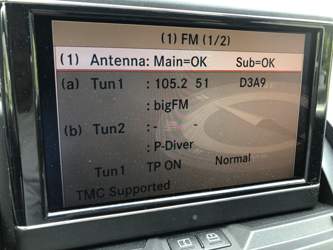 (1) FM (1/2)
(1) Antenna: Main=OK Sub=OK
(a) Tun1 : 105.2 51 D3A9
: bigFM
(b) Tun2 : - -
: P-Diver
Tun1 TP ON Normal
TMC Supported